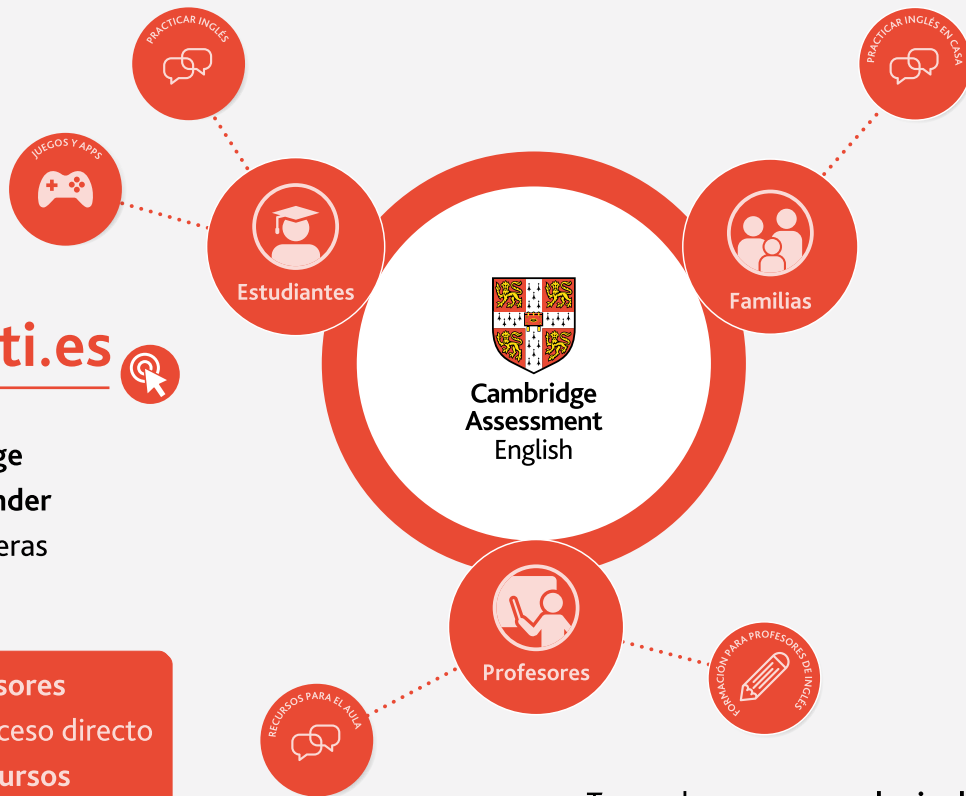 PRACTICAR INGLÉS
PRACTICAR INGLÉS EN CASA
JUEGOS Y APPS
Estudiantes
Familias
ti.es
Cambridge
Assessment
English
ge
nder
eras
Profesores
FORMACIÓN PARA PROFESORES DE INGLÉS
RECURSOS PARA EL AULA
sores
ceso directo
ursos